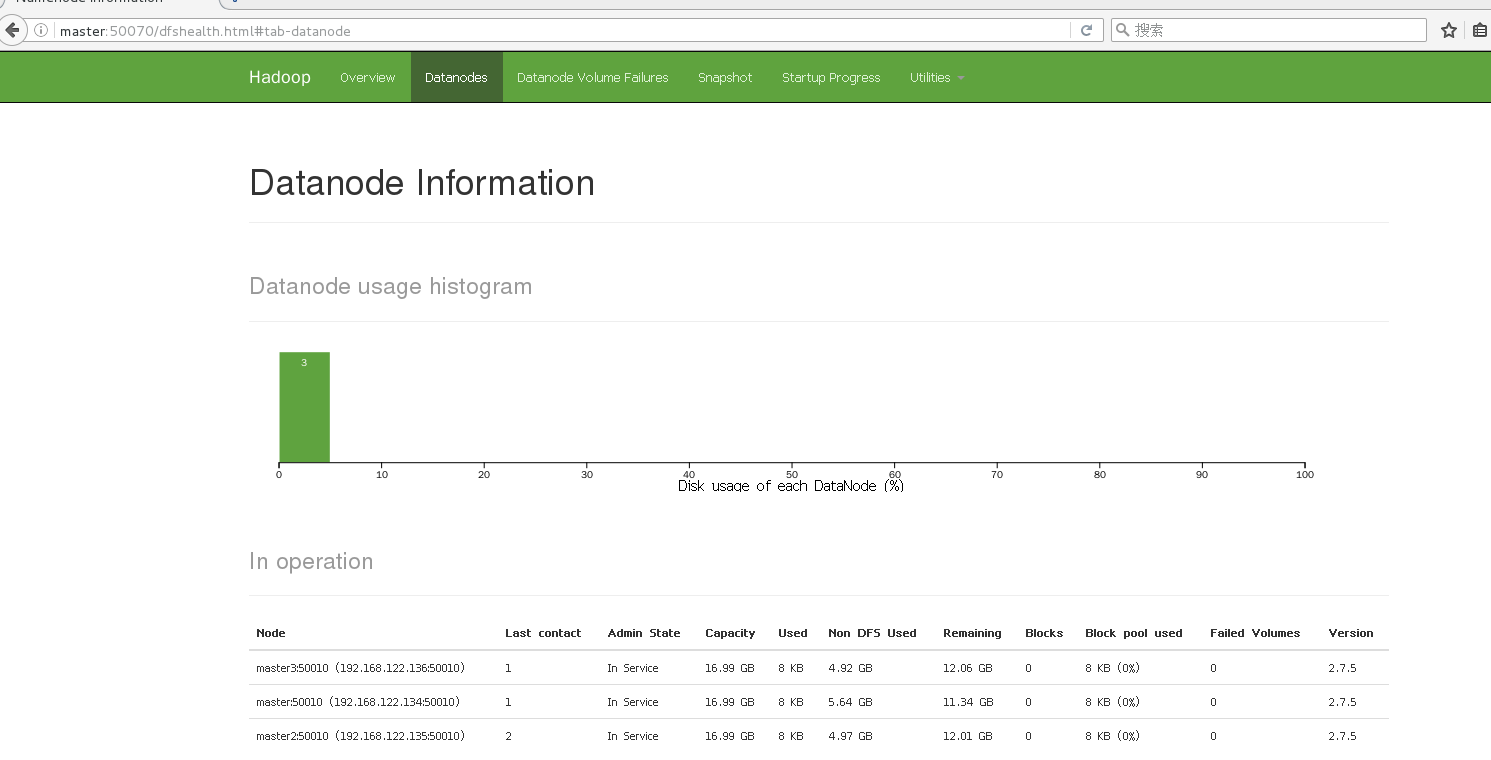 Namenode information
master:50070/dfshealth.html#tab-datanode
搜索
Hadoop Overview Datanodes Datanode Volume Failures Snapshot Startup Progress Utilities
Datanode Information
Datanode usage histogram
3
0 10 20 30 40 50 60 70 80 90 100
Disk usage of each DataNode (%)
In operation
Node Last contact Admin State Capacity Used Non DFS Used Remaining Blocks Block pool used Failed Volumes Version
master3:50010 (192.168.122.136:50010) 1 In Service 16.99 GB 8 KB 4.92 GB 12.06 GB 0 8 KB (0%) 0 2.7.5
master:50010 (192.168.122.134:50010) 1 In Service 16.99 GB 8 KB 5.64 GB 11.34 GB 0 8 KB (0%) 0 2.7.5
master2:50010 (192.168.122.135:50010) 2 In Service 16.99 GB 8 KB 4.97 GB 12.01 GB 0 8 KB (0%) 0 2.7.5